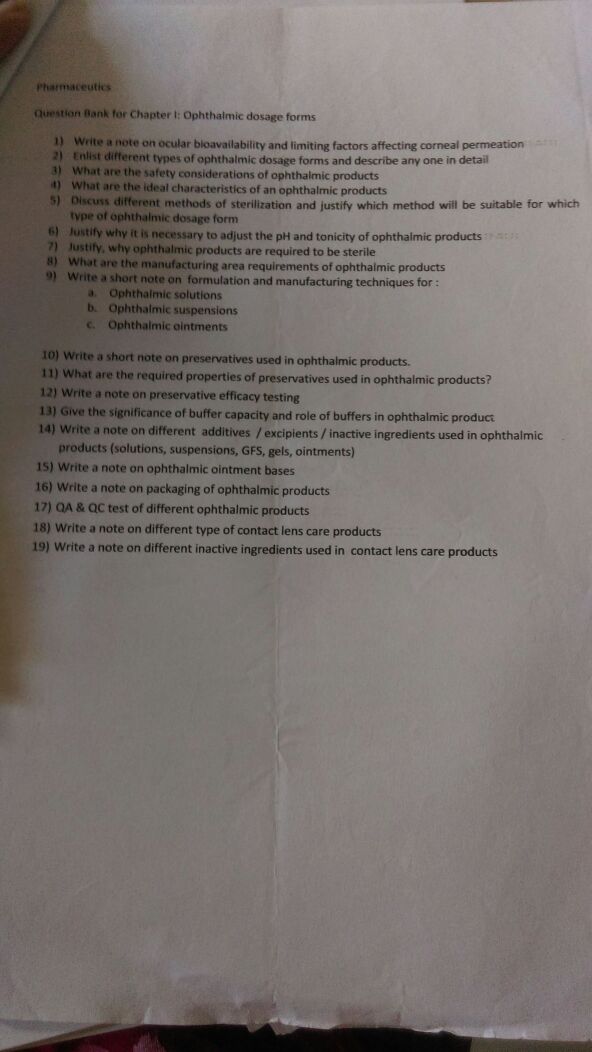 Pharmaceutics
Question Bank for Chapter I: Ophthalmic dosage forms
1) Write a note on ocular bioavailability and limiting factors affecting corneal permeation
2) Enlist different types of ophthalmic dosage forms and describe any one in detail
3) What are the safety considerations of ophthalmic products
4) What are the ideal characteristics of an ophthalmic products
5) Discuss different methods of sterilization and justify which method will be suitable for which
type of ophthalmic dosage form
6) Justify why it is necessary to adjust the pH and tonicity of ophthalmic products
7) Justify, why ophthalmic products are required to be sterile
8) What are the manufacturing area requirements of ophthalmic products
9) Write a short note on formulation and manufacturing techniques for :
a. Ophthalmic solutions
b. Ophthalmic suspensions
c. Ophthalmic ointments
10) Write a short note on preservatives used in ophthalmic products.
11) What are the required properties of preservatives used in ophthalmic products?
12) Write a note on preservative efficacy testing
13) Give the significance of buffer capacity and role of buffers in ophthalmic product
14) Write a note on different additives / excipients / inactive ingredients used in ophthalmic
products (solutions, suspensions, GFS, gels, ointments)
15) Write a note on ophthalmic ointment bases
16) Write a note on packaging of ophthalmic products
17) QA & QC test of different ophthalmic products
18) Write a note on different type of contact lens care products
19) Write a note on different inactive ingredients used in contact lens care products